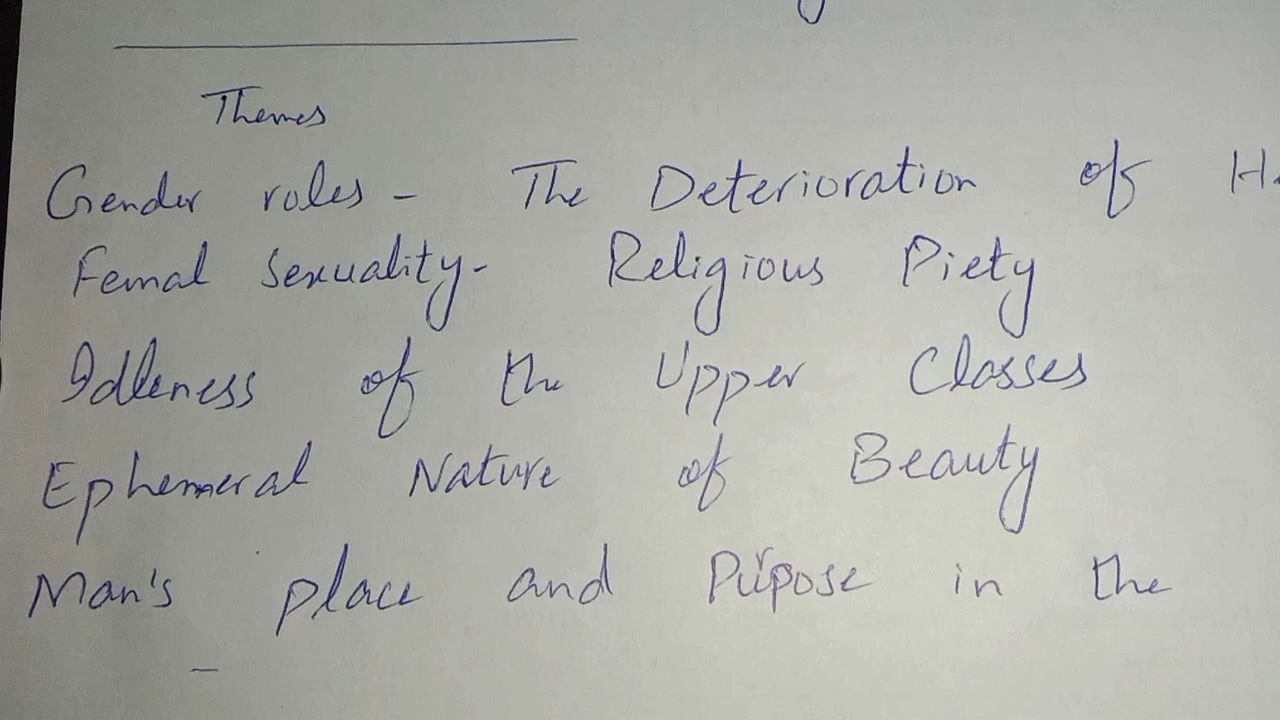 Themes
Gender roles - The Deterioration of H
Femal Sexuality- Religious Piety
Idleness of the Upper Classes
Ephemeral Nature of Beauty
Man's place and Purpose in the